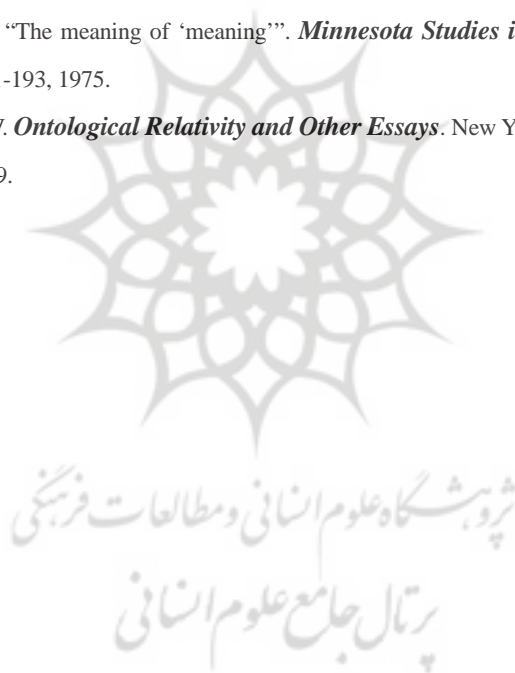 “The meaning of ‘meaning’”. Minnesota Studies i
-193, 1975.
. Ontological Relativity and Other Essays. New Y
9.
پژوهشگاه علوم انسانی و مطالعات فرهنگی
پرتال جامع علوم انسانی